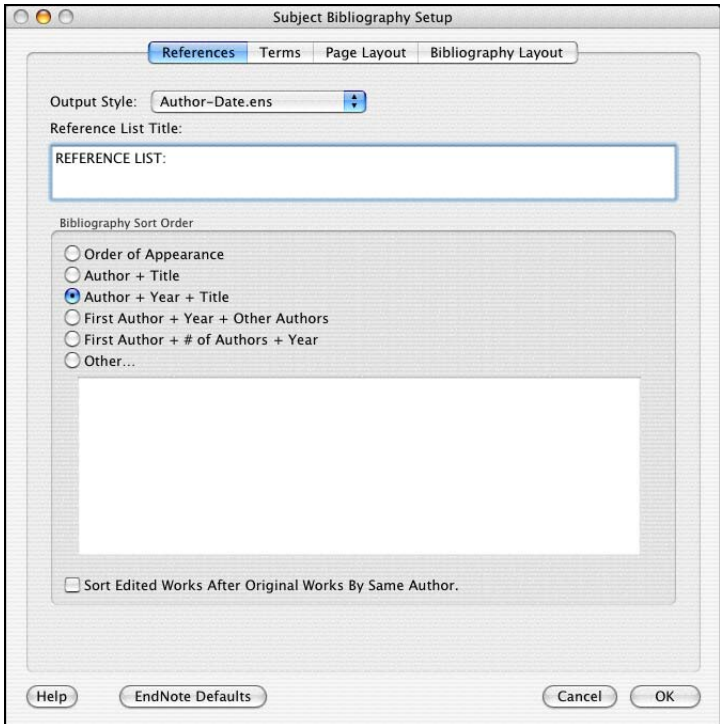 Subject Bibliography Setup
References Terms Page Layout Bibliography Layout
Output Style: Author-Date.ens
Reference List Title:
REFERENCE LIST:
Bibliography Sort Order
Order of Appearance
Author + Title
Author + Year + Title
First Author + Year + Other Authors
First Author + # of Authors + Year
Other...
Sort Edited Works After Original Works By Same Author.
Help EndNote Defaults Cancel OK